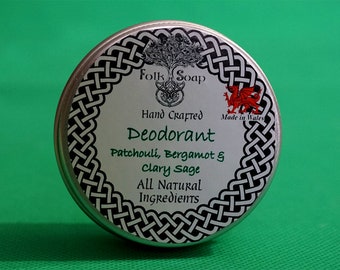 Folk Soap
Hand Crafted
Made in Wales
Deodorant
Patchouli, Bergamot &
Clary Sage
All Natural
Ingredients